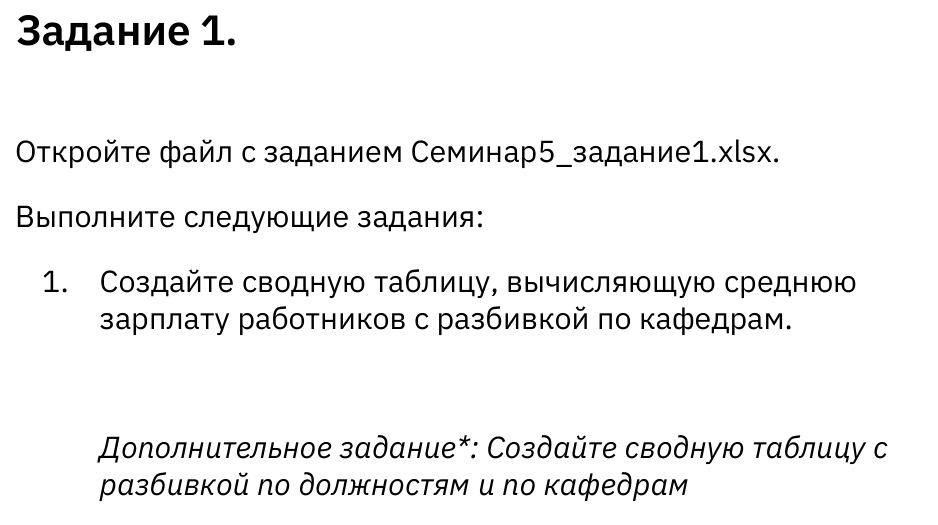 Задание 1.
Откройте файл с заданием Семинар5_задание1.xlsx.
Выполните следующие задания:
1. Создайте сводную таблицу, вычисляющую среднюю
зарплату работников с разбивкой по кафедрам.
Дополнительное задание*: Создайте сводную таблицу с
разбивкой по должностям и по кафедрам